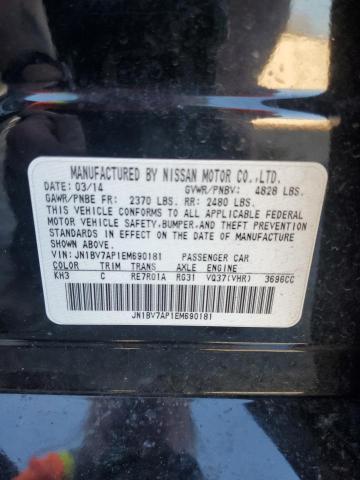 MANUFACTURED BY NISSAN MOTOR CO.,LTD.
DATE: 03/14 GVWR/PNBV: 4828 LBS.
GAWR/PNBE FR: 2370 LBS. RR: 2480 LBS.
THIS VEHICLE CONFORMS TO ALL APPLICABLE FEDERAL
MOTOR VEHICLE SAFETY,BUMPER,AND THEFT PREVENTION
STANDARDS IN EFFECT ON THE DATE OF MANUFACTURE
SHOWN ABOVE.
VIN: JN1BV7AP1EM690181 PASSENGER CAR
COLOR TRIM TRANS. AXLE ENGINE
KH3 C RE7R01A RG31 VQ37(VHR) 3696CC
JN1BV7AP1EM690181